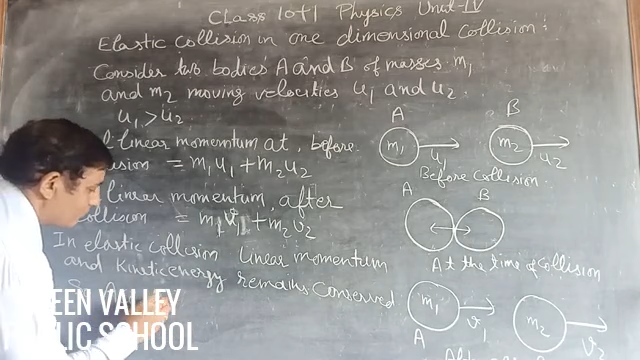 Class 10+1 Physics Unit-IV
Elastic Collision in one dimensional Collision:
Consider two bodies A and B of masses m1
and m2 moving velocities u1 and u2.
u1 > u2
linear momentum at, before
= m1u1 + m2u2
linear momentum, after
= m1v1 + m2v2
In elastic Collision linear momentum
and Kinetic energy remains Conserved
A
B
m1
u1
m2
u2
Before Collision.
A
B
At the time of Collision
m1
v1
A
m2
v2
EEN VALLEY
LIC SCHOOL